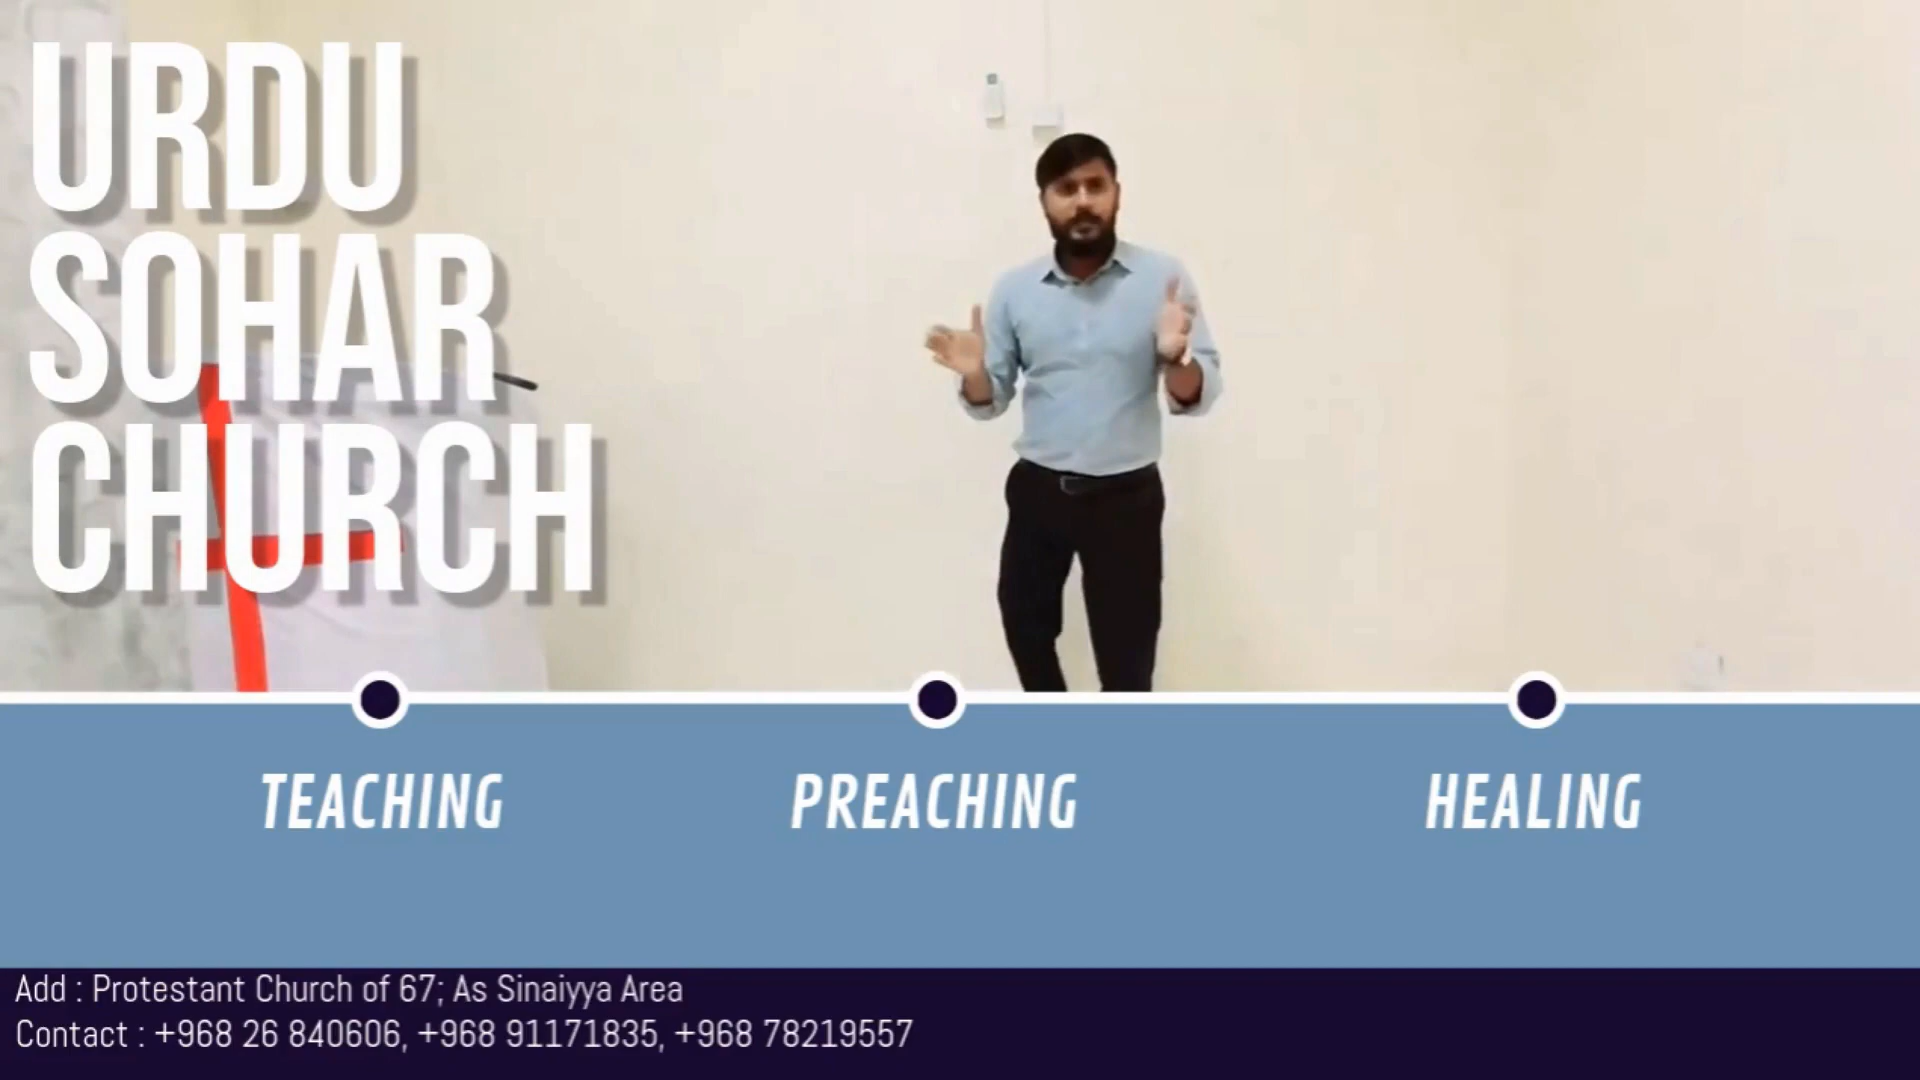 URDU
SOHAR
CHURCH
TEACHING
PREACHING
HEALING
Add : Protestant Church of 67; As Sinaiyya Area
Contact : +968 26 840606, +968 91171835, +968 78219557